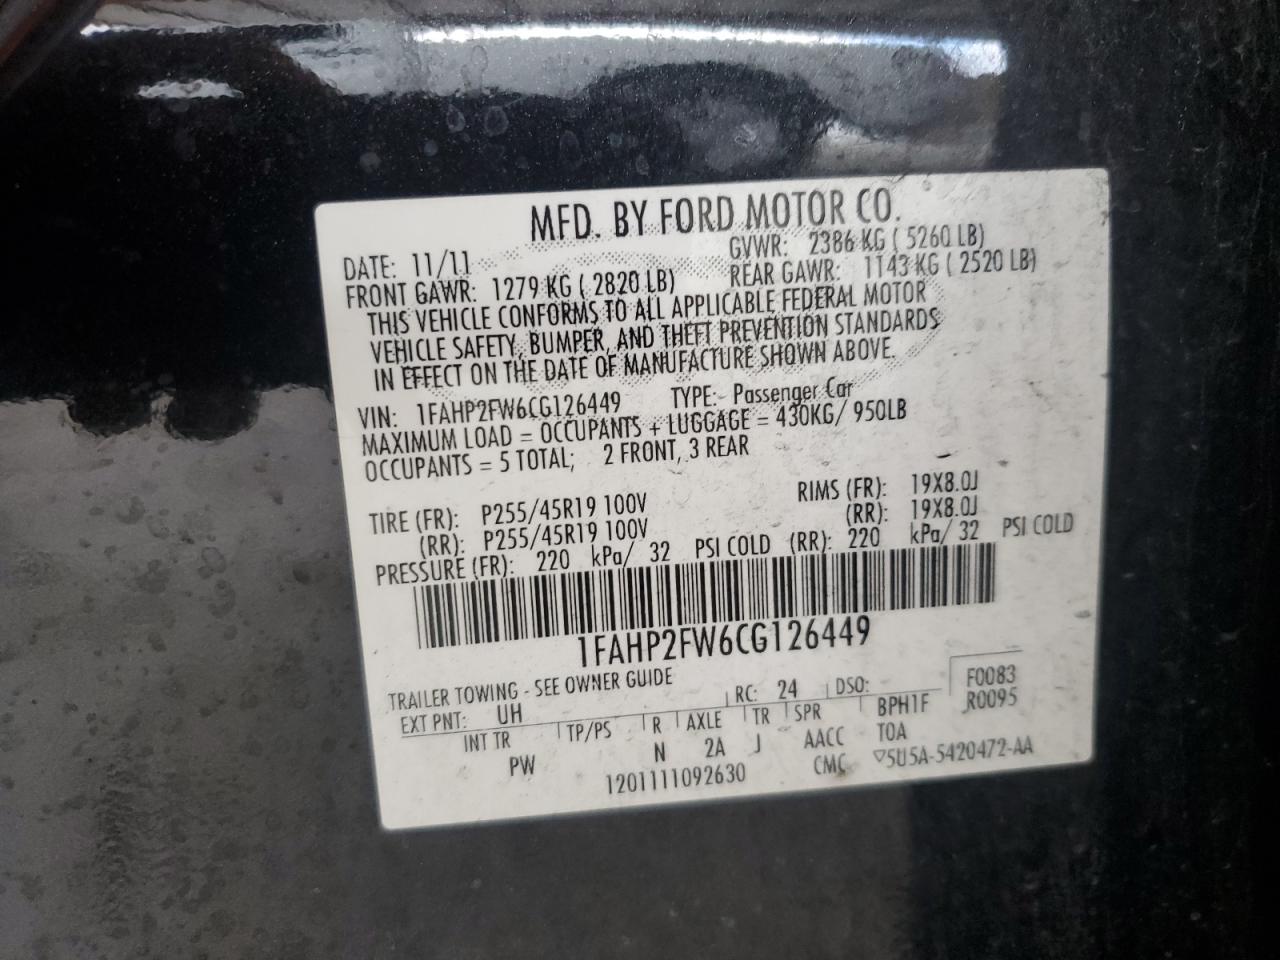 MFD. BY FORD MOTOR CO.
DATE: 11/11 GVWR: 2386 KG ( 5260 LB)
FRONT GAWR: 1279 KG ( 2820 LB) REAR GAWR: 1143 KG ( 2520 LB)
THIS VEHICLE CONFORMS TO ALL APPLICABLE FEDERAL MOTOR
VEHICLE SAFETY, BUMPER, AND THEFT PREVENTION STANDARDS
IN EFFECT ON THE DATE OF MANUFACTURE SHOWN ABOVE.
VIN: 1FAHP2FW6CG126449 TYPE:- Passenger Car
MAXIMUM LOAD = OCCUPANTS + LUGGAGE = 430KG/ 950LB
OCCUPANTS = 5 TOTAL; 2 FRONT, 3 REAR
TIRE (FR): P255/45R19 100V RIMS (FR): 19X8.0J
(RR): P255/45R19 100V (RR): 19X8.0J
PRESSURE (FR): 220 kPa/ 32 PSI COLD (RR): 220 kPa/ 32 PSI COLD
1FAHP2FW6CG126449
TRAILER TOWING - SEE OWNER GUIDE
EXT PNT: UH RC: 24 DSO: F0083
R0095
INT TR TP/PS R AXLE TR SPR BPH1F
PW N 2A J AACC TOA
1201111092630 CMC ▽5U5A-5420472-AA